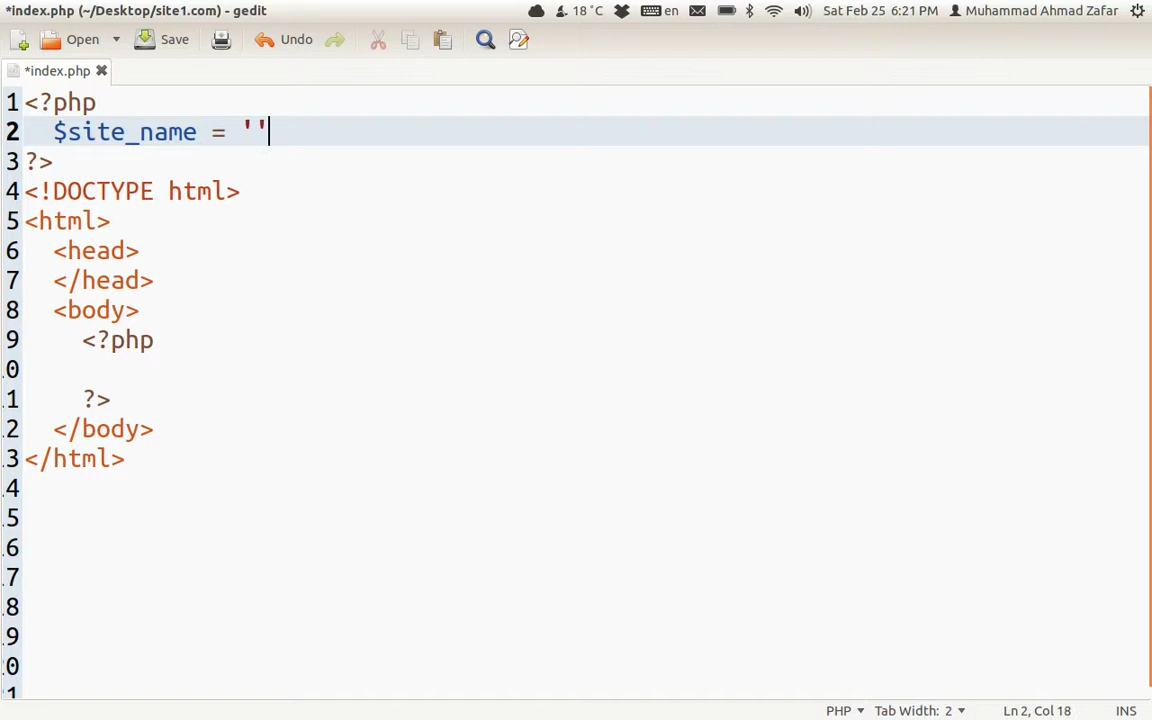 *index.php (~/Desktop/site1.com) - gedit 18 °C en Sat Feb 25 6:21 PM Muhammad Ahmad Zafar
Open Save Undo
*index.php
1 <?php
2 $site_name = ''
3 ?>
4 <!DOCTYPE html>
5 <html>
6 <head>
7 </head>
8 <body>
9 <?php
0
1 ?>
2 </body>
3 </html>
4
5
6
7
8
9
0
1
PHP Tab Width: 2 Ln 2, Col 18 INS